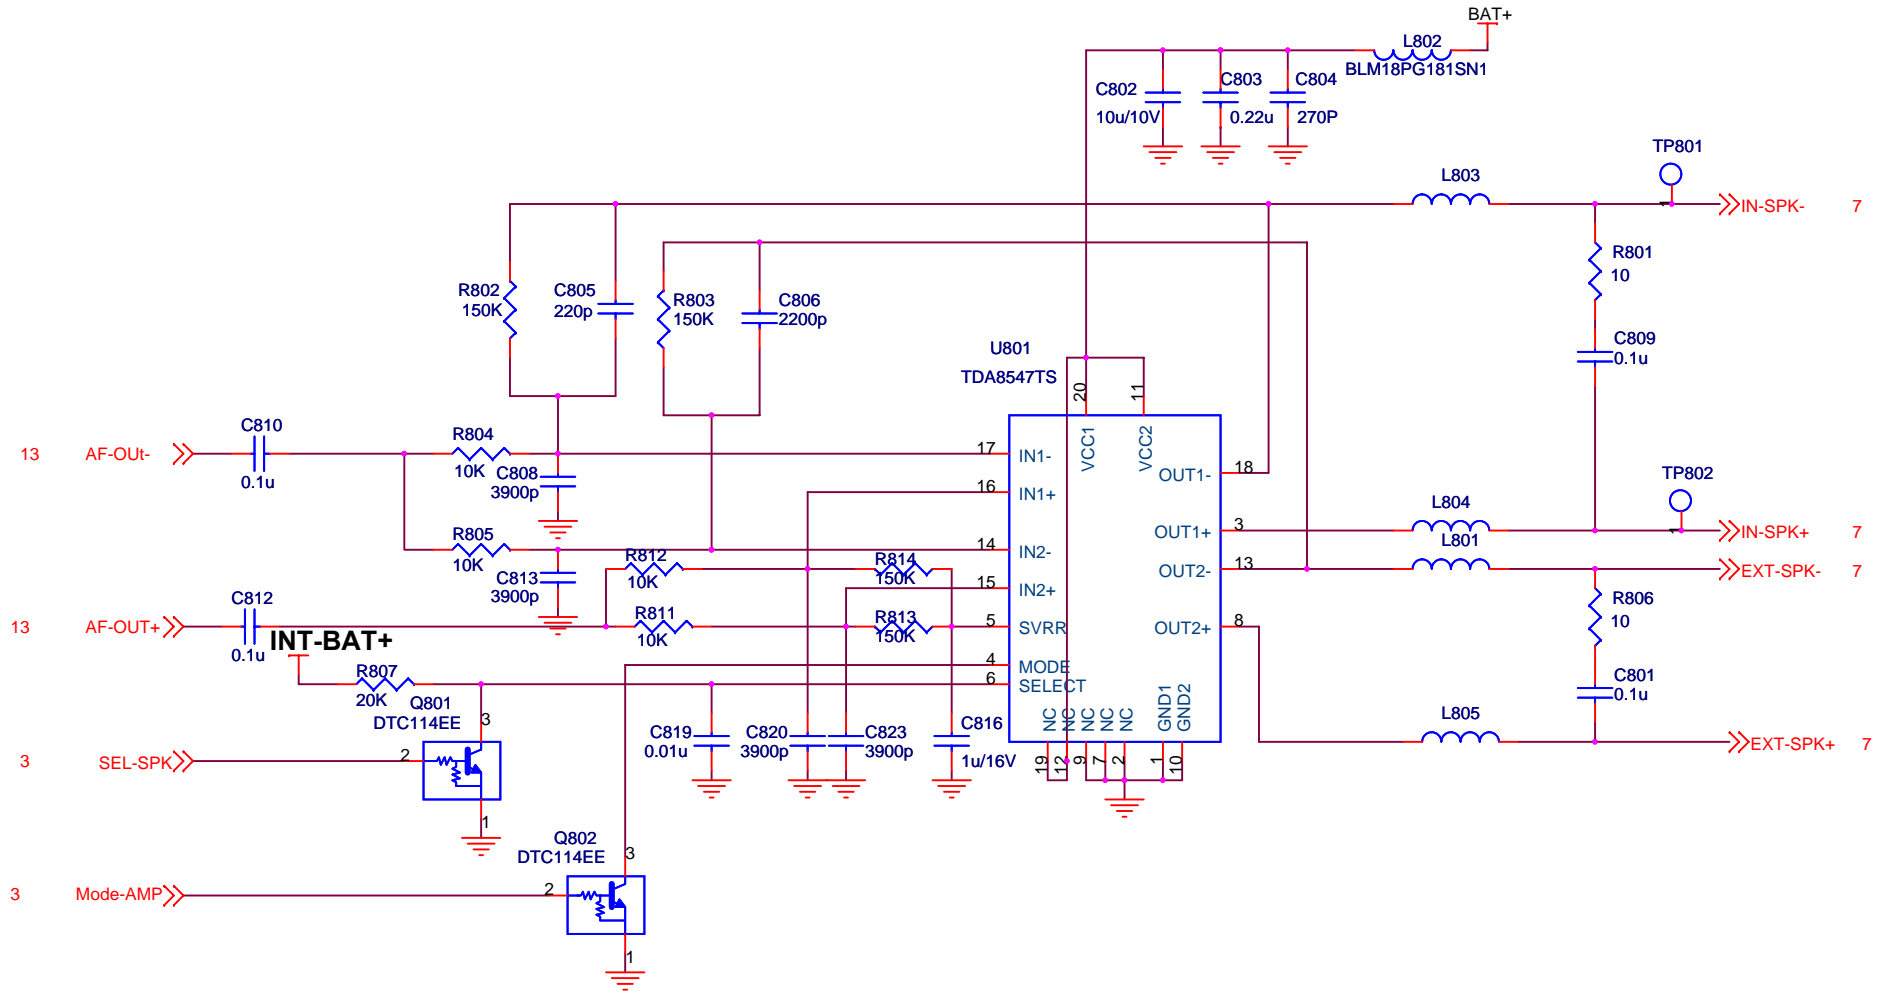 BAT+
L802
BLM18PG181SN1
C802
10u/10V
C803
0.22u
C804
270P
TP801
L803
IN-SPK-
7
1
R801
10
R802
150K
C805
220p
R803
150K
C806
2200p
C809
0.1u
U801
TDA8547TS
20
11
VCC1
VCC2
C810
0.1u
13
AF-OUt-
R804
10K
C808
3900p
17
IN1-
16
IN1+
OUT1-
18
TP802
L804
1
R805
10K
14
IN2-
OUT1+
3
IN-SPK+
7
L801
C813
3900p
R812
10K
R814
150K
15
IN2+
OUT2-
13
EXT-SPK-
7
C812
0.1u
13
AF-OUT+
R811
10K
R813
150K
5
SVRR
OUT2+
8
R806
10
INT-BAT+
R807
20K
4
MODE
6
SELECT
C801
0.1u
Q801
DTC114EE
3
2
1
3
SEL-SPK
C819
0.01u
C820
3900p
C823
3900p
C816
1u/16V
NC
NC
NC
NC
NC
GND1
GND2
19
12
9
7
2
1
10
L805
EXT-SPK+
7
Q802
DTC114EE
3
2
1
3
Mode-AMP